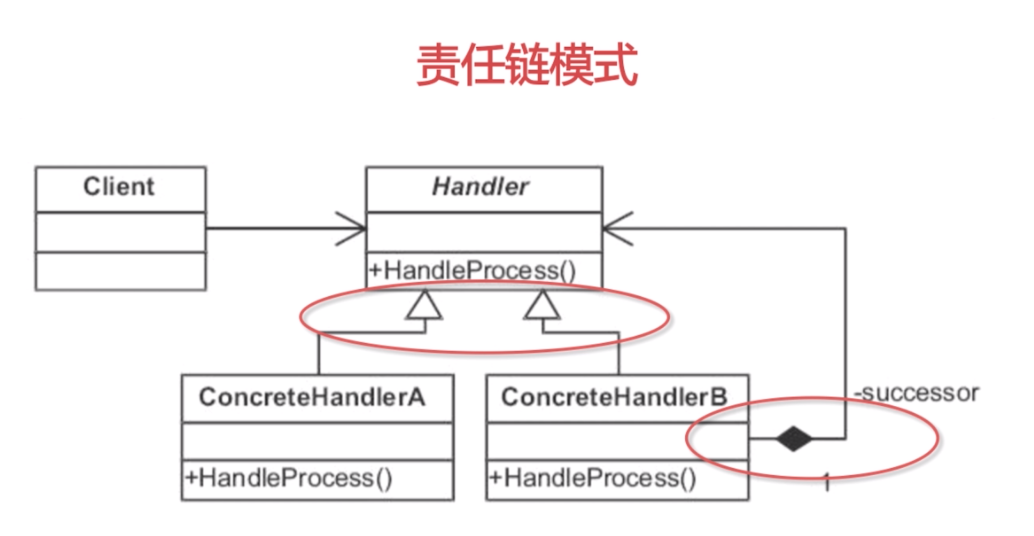 责任链模式
Client
Handler
+HandleProcess()
ConcreteHandlerA
+HandleProcess()
ConcreteHandlerB
+HandleProcess()
-successor
1